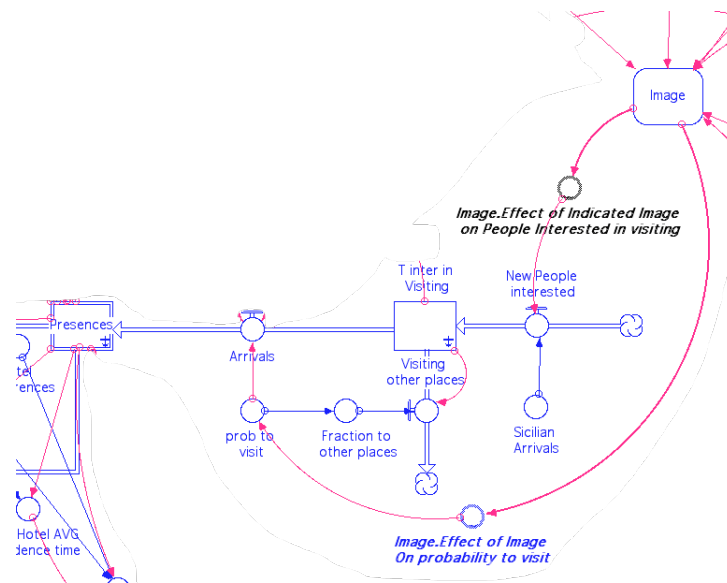 Image
Image.Effect of Indicated Image
on People Interested in visiting
T inter in
Visiting
New People
interested
Presences
Arrivals
Visiting
other places
prob to
visit
Fraction to
other places
Sicilian
Arrivals
Hotel AVG
Image.Effect of Image
On probability to visit
time